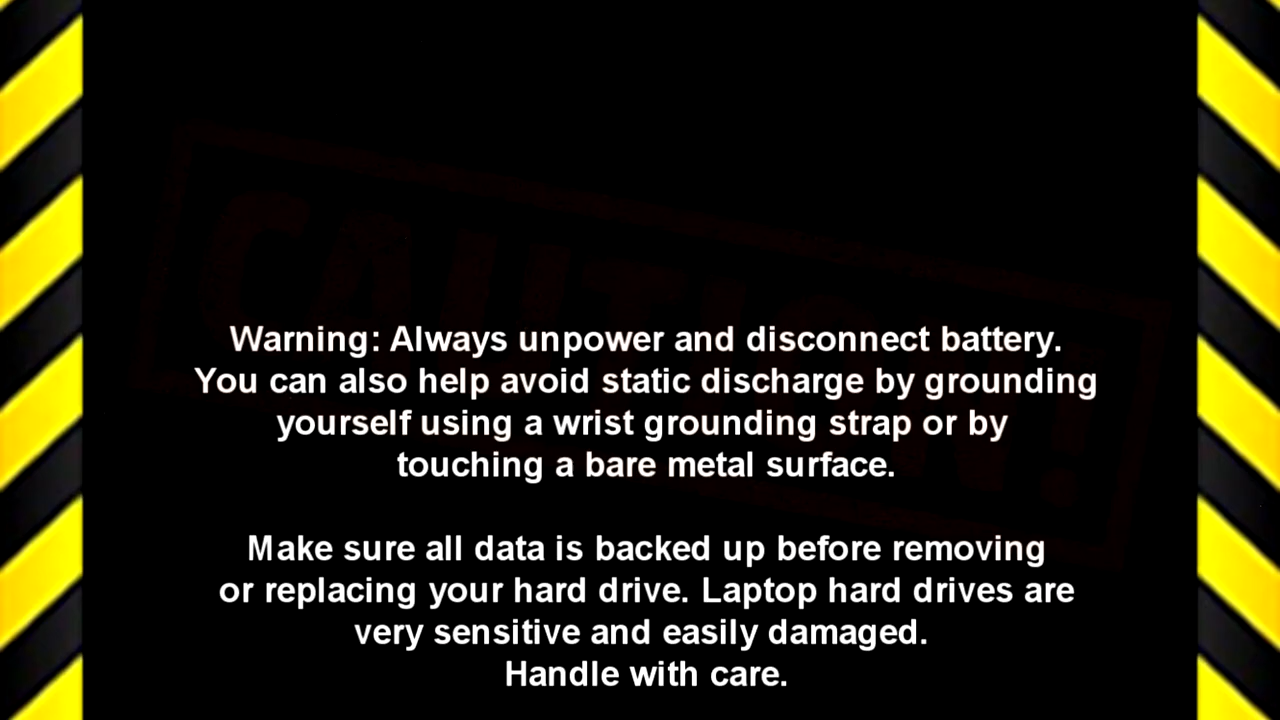 CAUTION!
Warning: Always unpower and disconnect battery.
You can also help avoid static discharge by grounding
yourself using a wrist grounding strap or by
touching a bare metal surface.
Make sure all data is backed up before removing
or replacing your hard drive. Laptop hard drives are
very sensitive and easily damaged.
Handle with care.